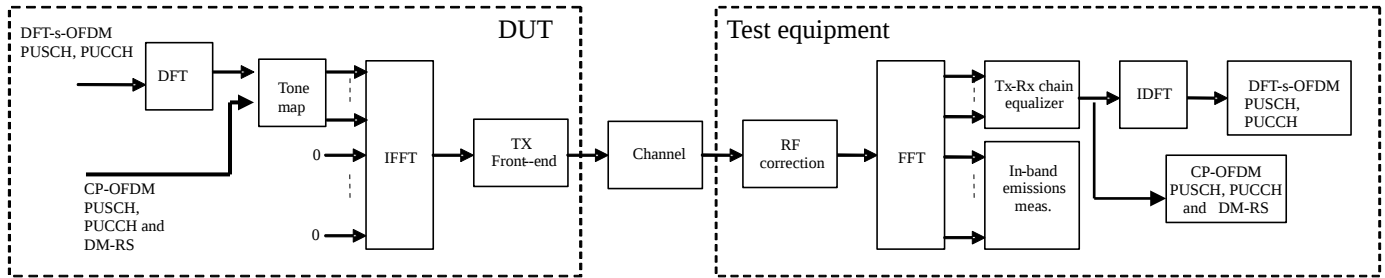 DUT
Test equipment
DFT-s-OFDM
PUSCH, PUCCH
DFT
Tone
map
0
0
IFFT
TX
Front-end
Channel
RF
correction
FFT
Tx-Rx chain
equalizer
In-band
emissions
meas.
IDFT
DFT-s-OFDM
PUSCH,
PUCCH
CP-OFDM
PUSCH, PUCCH
and DM-RS
CP-OFDM
PUSCH,
PUCCH and
DM-RS